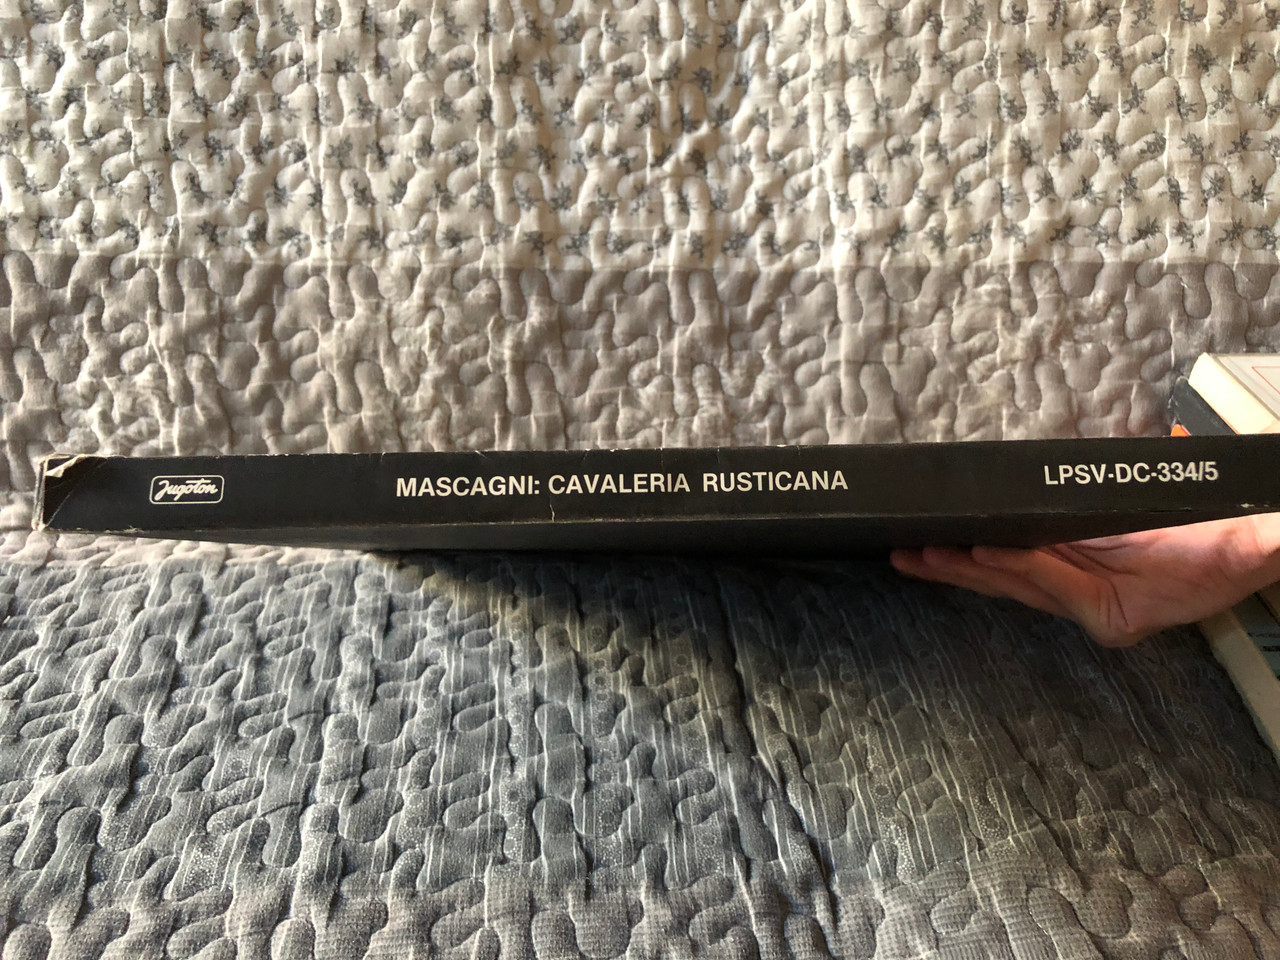 Jugoton
MASCAGNI: CAVALERIA RUSTICANA
LPSV-DC-334/5